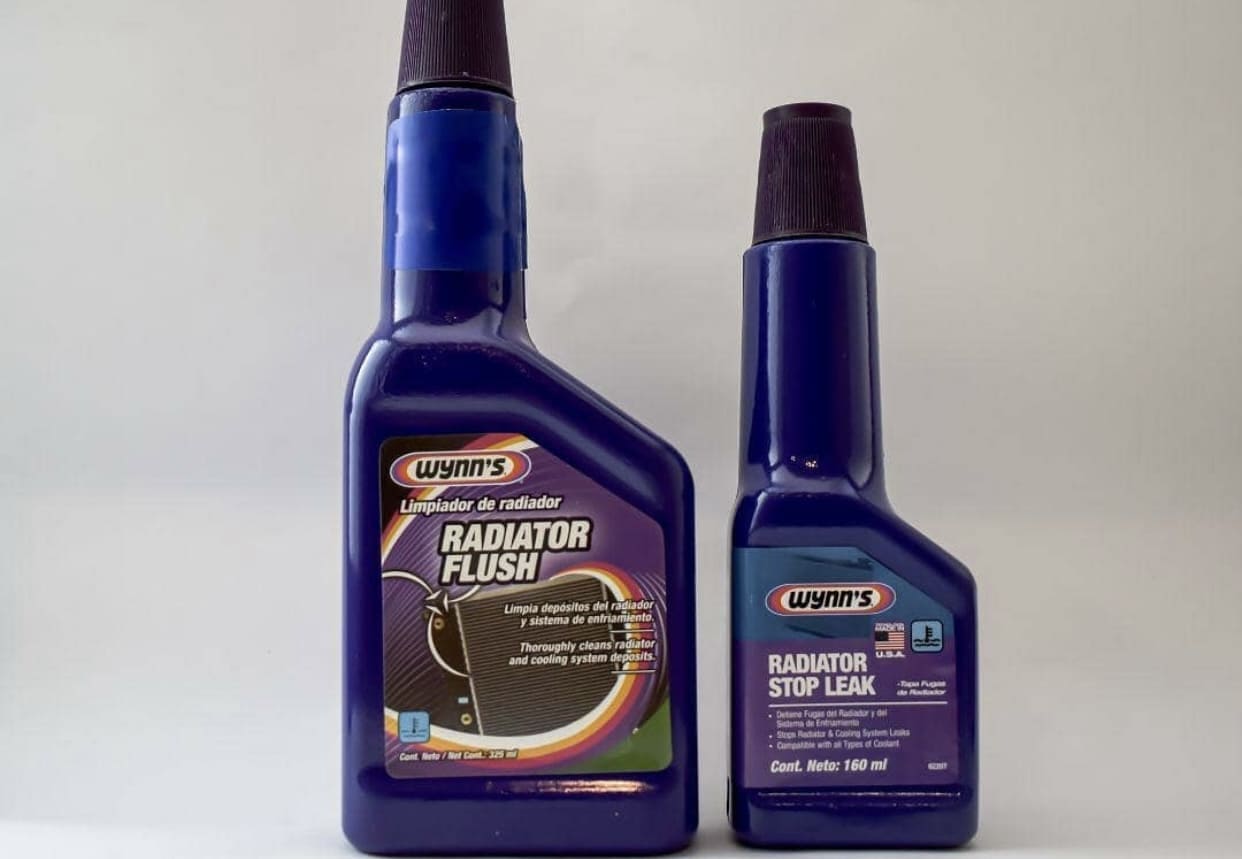 WYNN'S
Limpiador de radiador
RADIATOR
FLUSH
Limpia depósitos del radiador
y sistema de enfriamiento.
Thoroughly cleans radiator
and cooling system deposits.
Cont. Neto / Net Cont.: 325 ml
WYNN'S
MADE IN
U.S.A.
RADIATOR
STOP LEAK
-Tapa Fugas
de Radiador
• Detiene Fugas del Radiador y del
Sistema de Enfriamiento
• Stops Radiator & Cooling System Leaks
• Compatible with all Types of Coolant
Cont. Neto: 160 ml